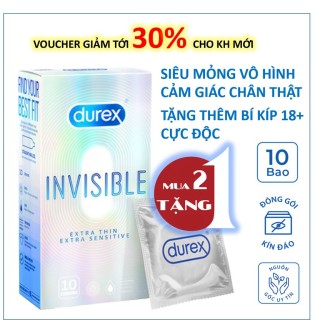 VOUCHER GIẢM TỚI 30% CHO KH MỚI
SIÊU MỎNG VÔ HÌNH
CẢM GIÁC CHÂN THẬT
TẶNG THÊM BÍ KÍP 18+
CỰC ĐỘC
FIND YOUR
BEST FIT
durex
INVISIBLE
EXTRA THIN
EXTRA SENSITIVE
10
MUA 2
TẶNG 1
durex
10
Bao
ĐÓNG GÓI
KÍN ĐÁO
NGUỒN
GỐC UY TÍN